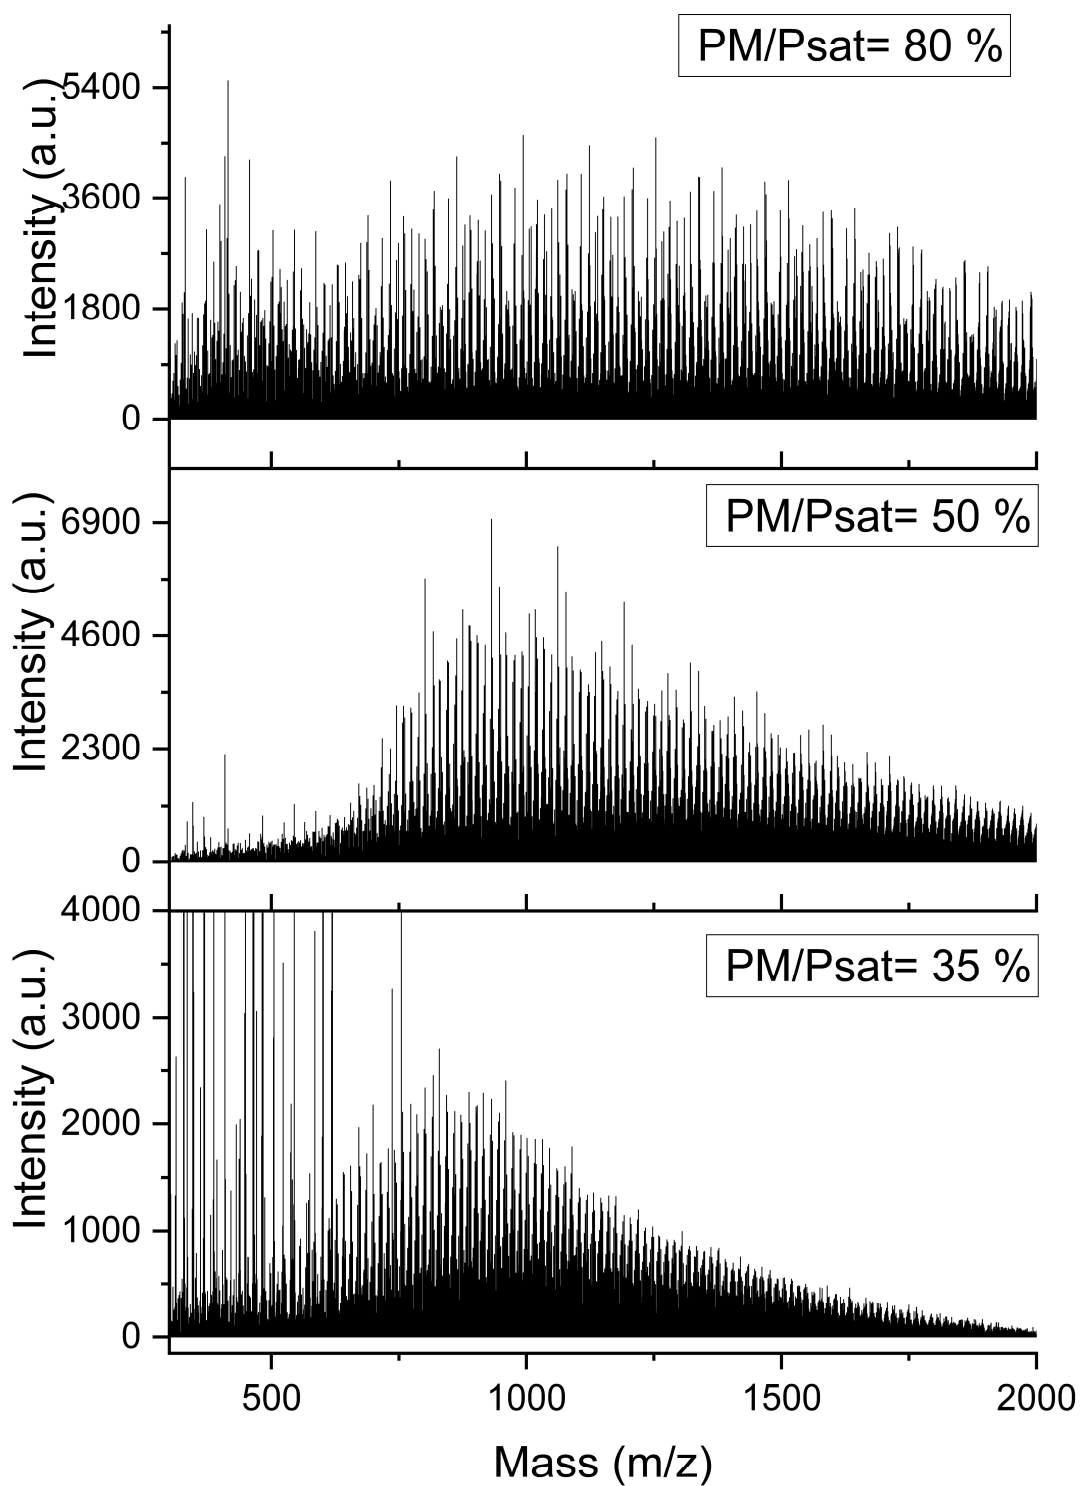 PM/Psat= 80 %
Intensity (a.u.)
5400
3600
1800
0
PM/Psat= 50 %
Intensity (a.u.)
6900
4600
2300
0
PM/Psat= 35 %
Intensity (a.u.)
4000
3000
2000
1000
0
500 1000 1500 2000
Mass (m/z)